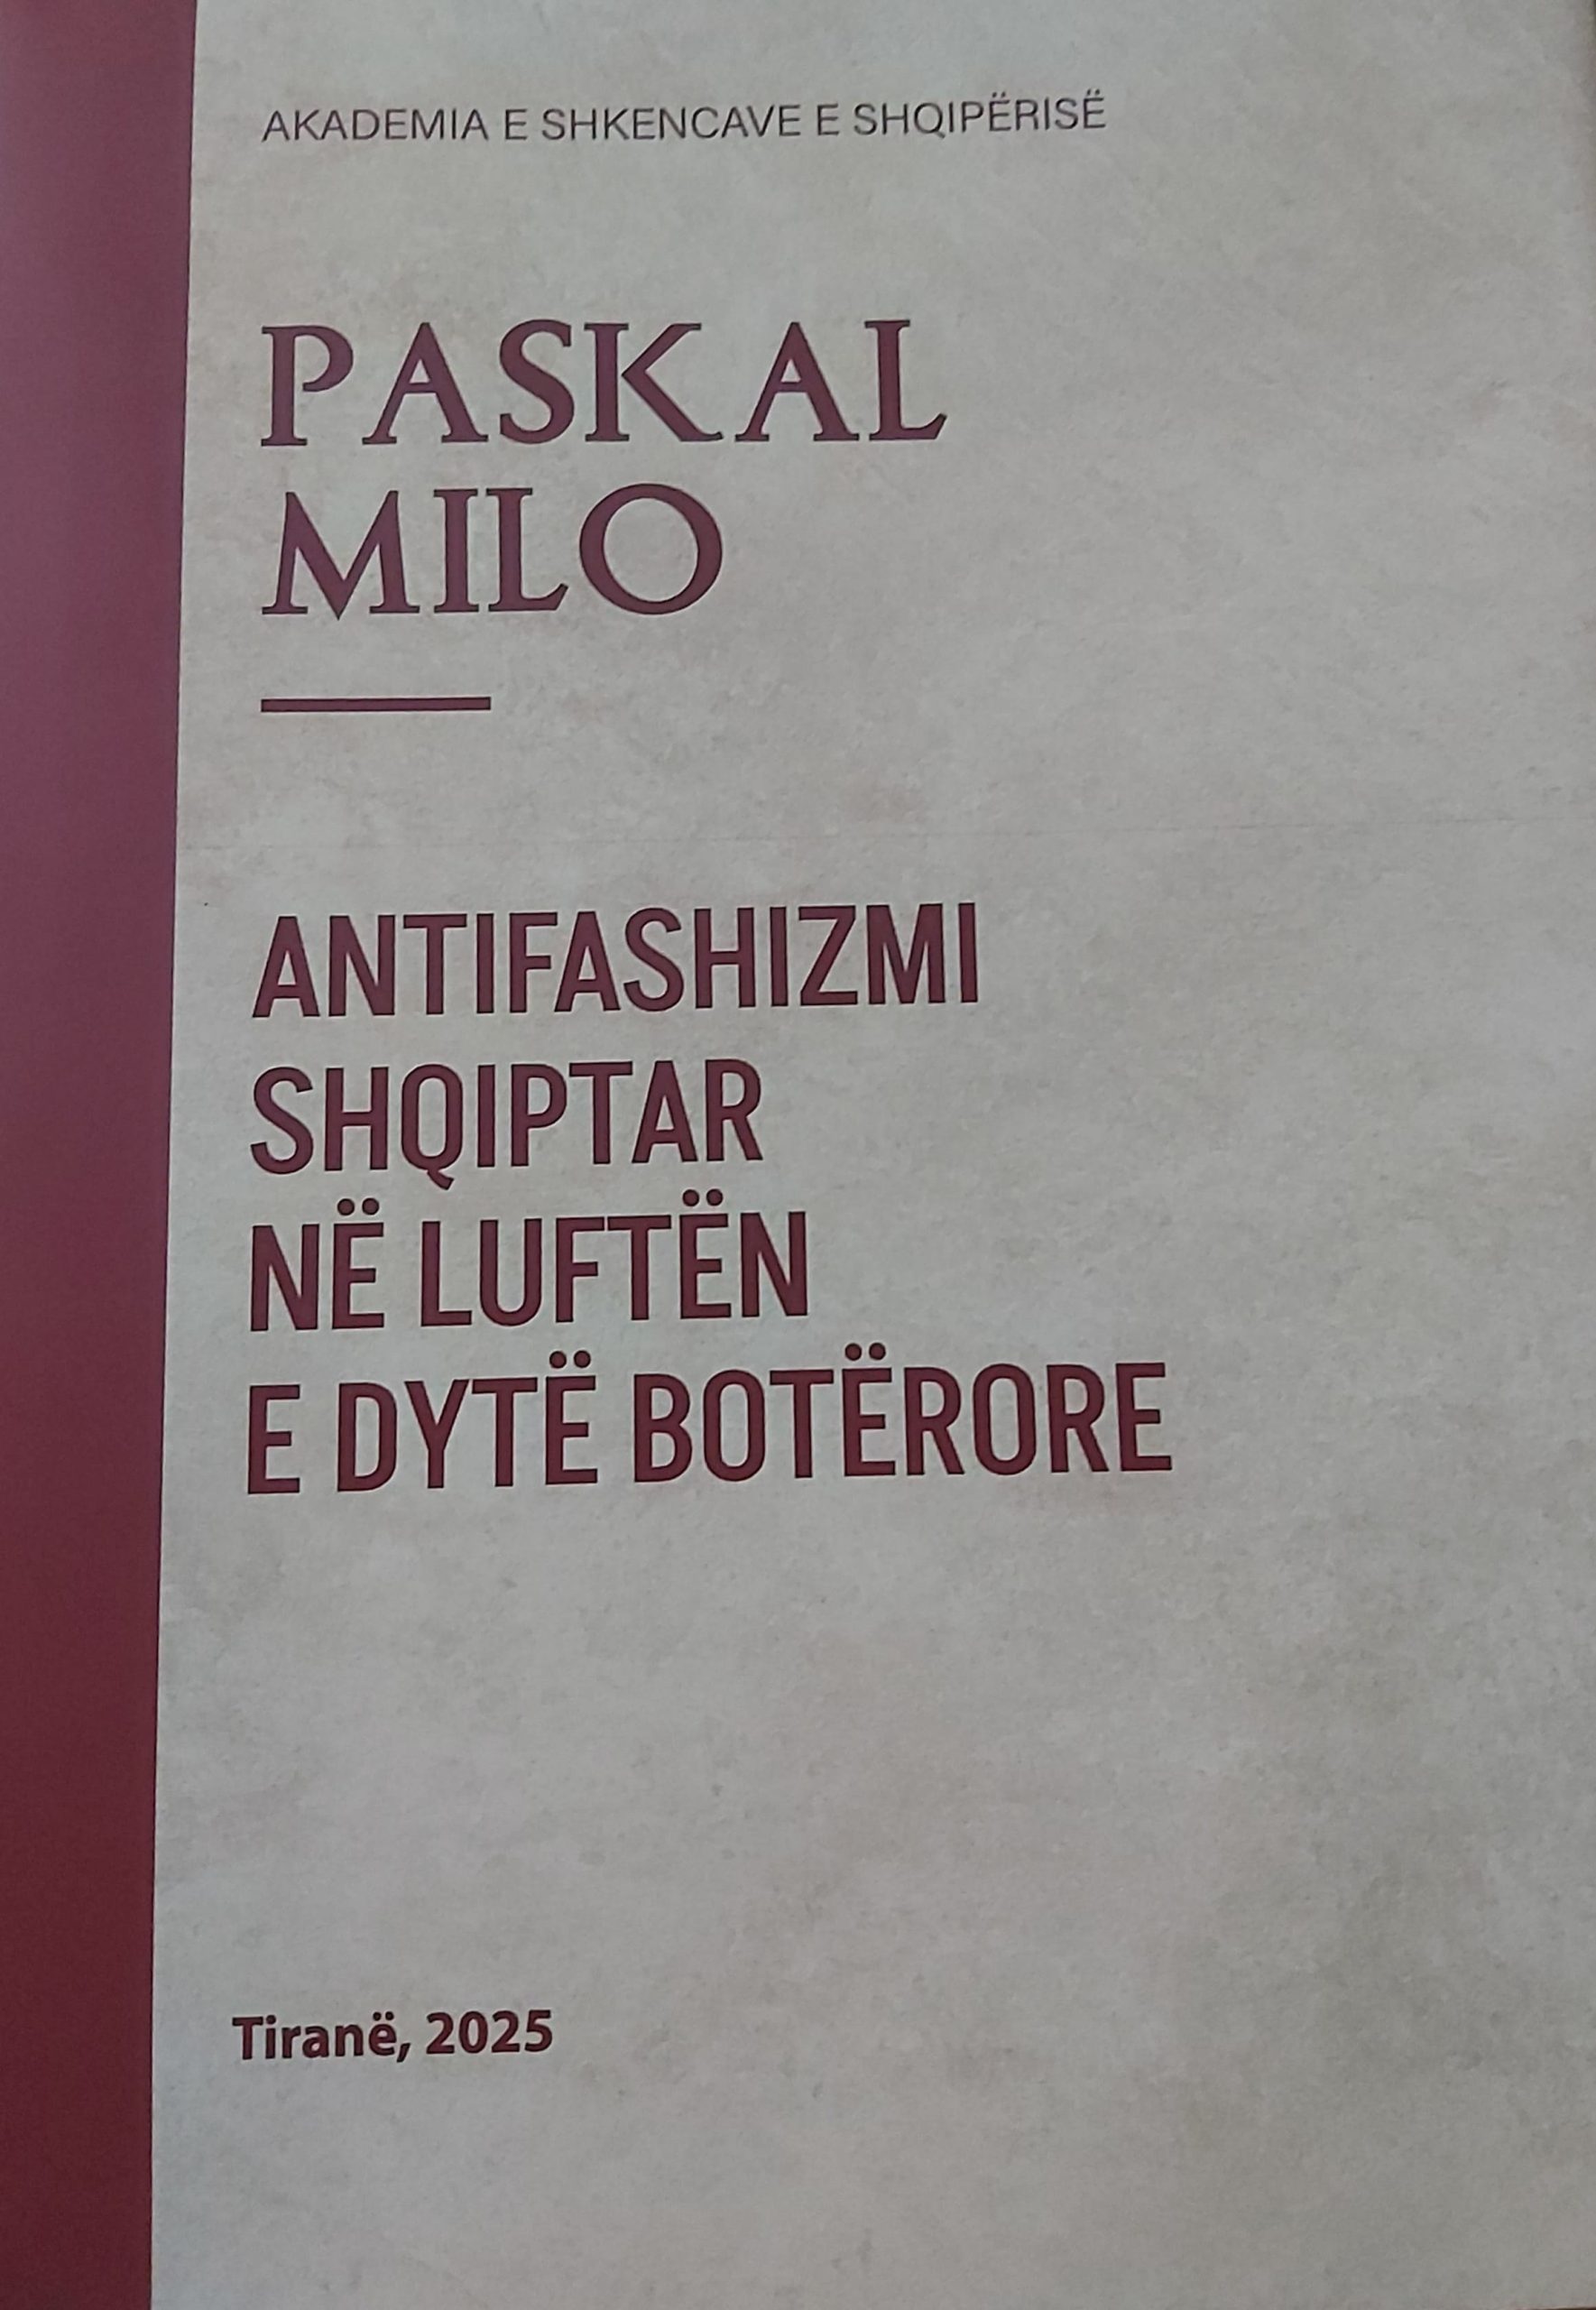 AKADEMIA E SHKENCAVE E SHQIPËRISË
PASKAL
MILO
ANTIFASHIZMI
SHQIPTAR
NË LUFTËN
E DYTË BOTËRORE
Tiranë, 2025